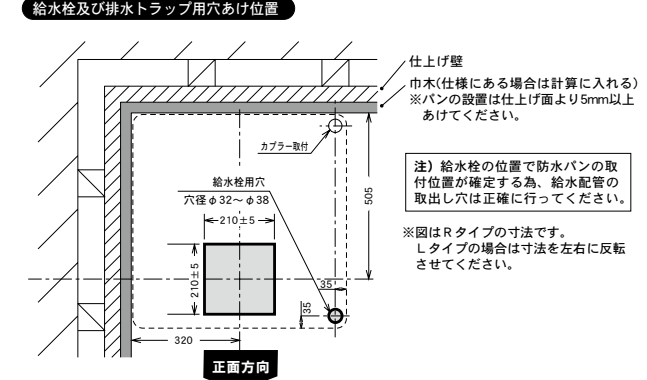 給水栓及び排水トラップ用穴あけ位置
仕上げ壁
巾木(仕様にある場合は計算に入れる)
※パンの設置は仕上げ面より5mm以上
あけてください。
カプラー取付
注）給水栓の位置で防水パンの取
付位置が確定する為、給水配管の
取出し穴は正確に行ってください。
給水栓用穴
穴径φ32～φ38
505
210±5
※図はRタイプの寸法です。
Lタイプの場合は寸法を左右に反転
させてください。
210±5
35
35
320
正面方向